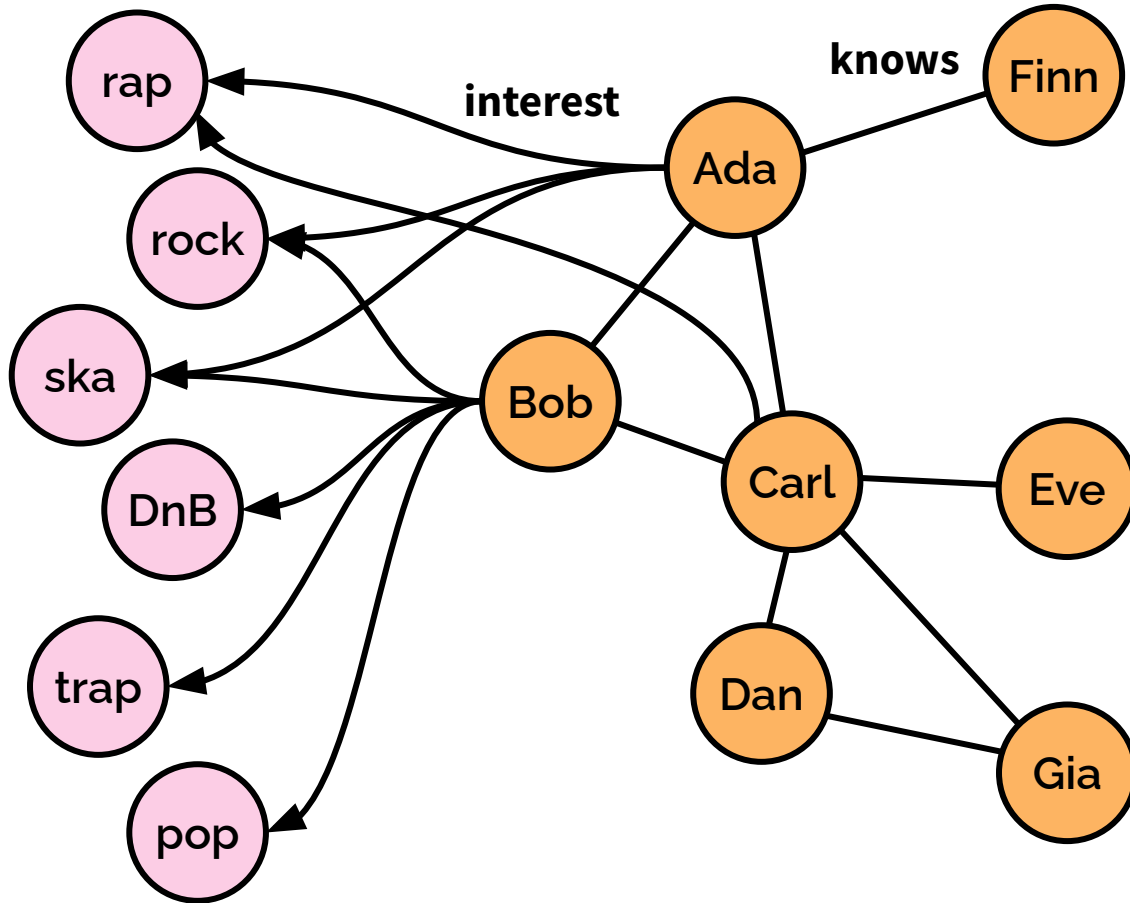 rap
interest
knows
Finn
Ada
rock
ska
Bob
Carl
Eve
DnB
trap
Dan
Gia
pop